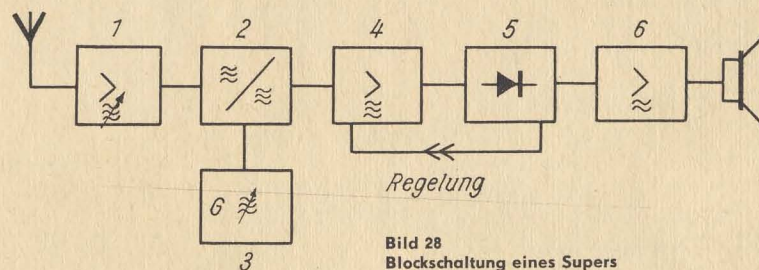 1 2 4 5 6
G
Regelung
3
Bild 28
Blockschaltung eines Supers